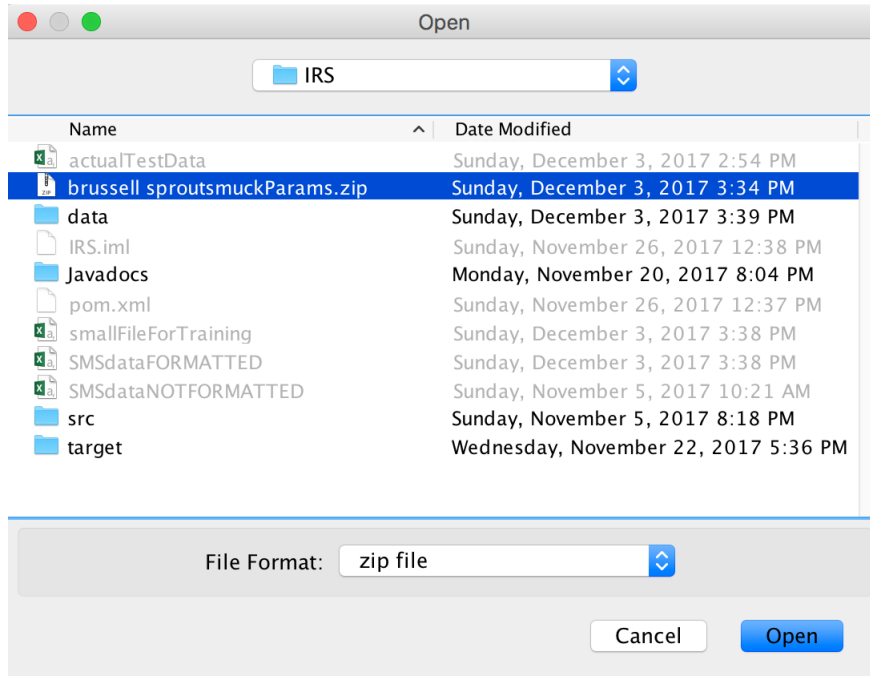 Open
IRS
Name Date Modified
actualTestData Sunday, December 3, 2017 2:54 PM
brussell sproutsmuckParams.zip Sunday, December 3, 2017 3:34 PM
data Sunday, December 3, 2017 3:39 PM
IRS.iml Sunday, November 26, 2017 12:38 PM
Javadocs Monday, November 20, 2017 8:04 PM
pom.xml Sunday, November 26, 2017 12:37 PM
smallFileForTraining Sunday, December 3, 2017 3:38 PM
SMSdataFORMATTED Sunday, December 3, 2017 3:38 PM
SMSdataNOTFORMATTED Sunday, November 5, 2017 10:21 AM
src Sunday, November 5, 2017 8:18 PM
target Wednesday, November 22, 2017 5:36 PM
File Format: zip file
Cancel Open